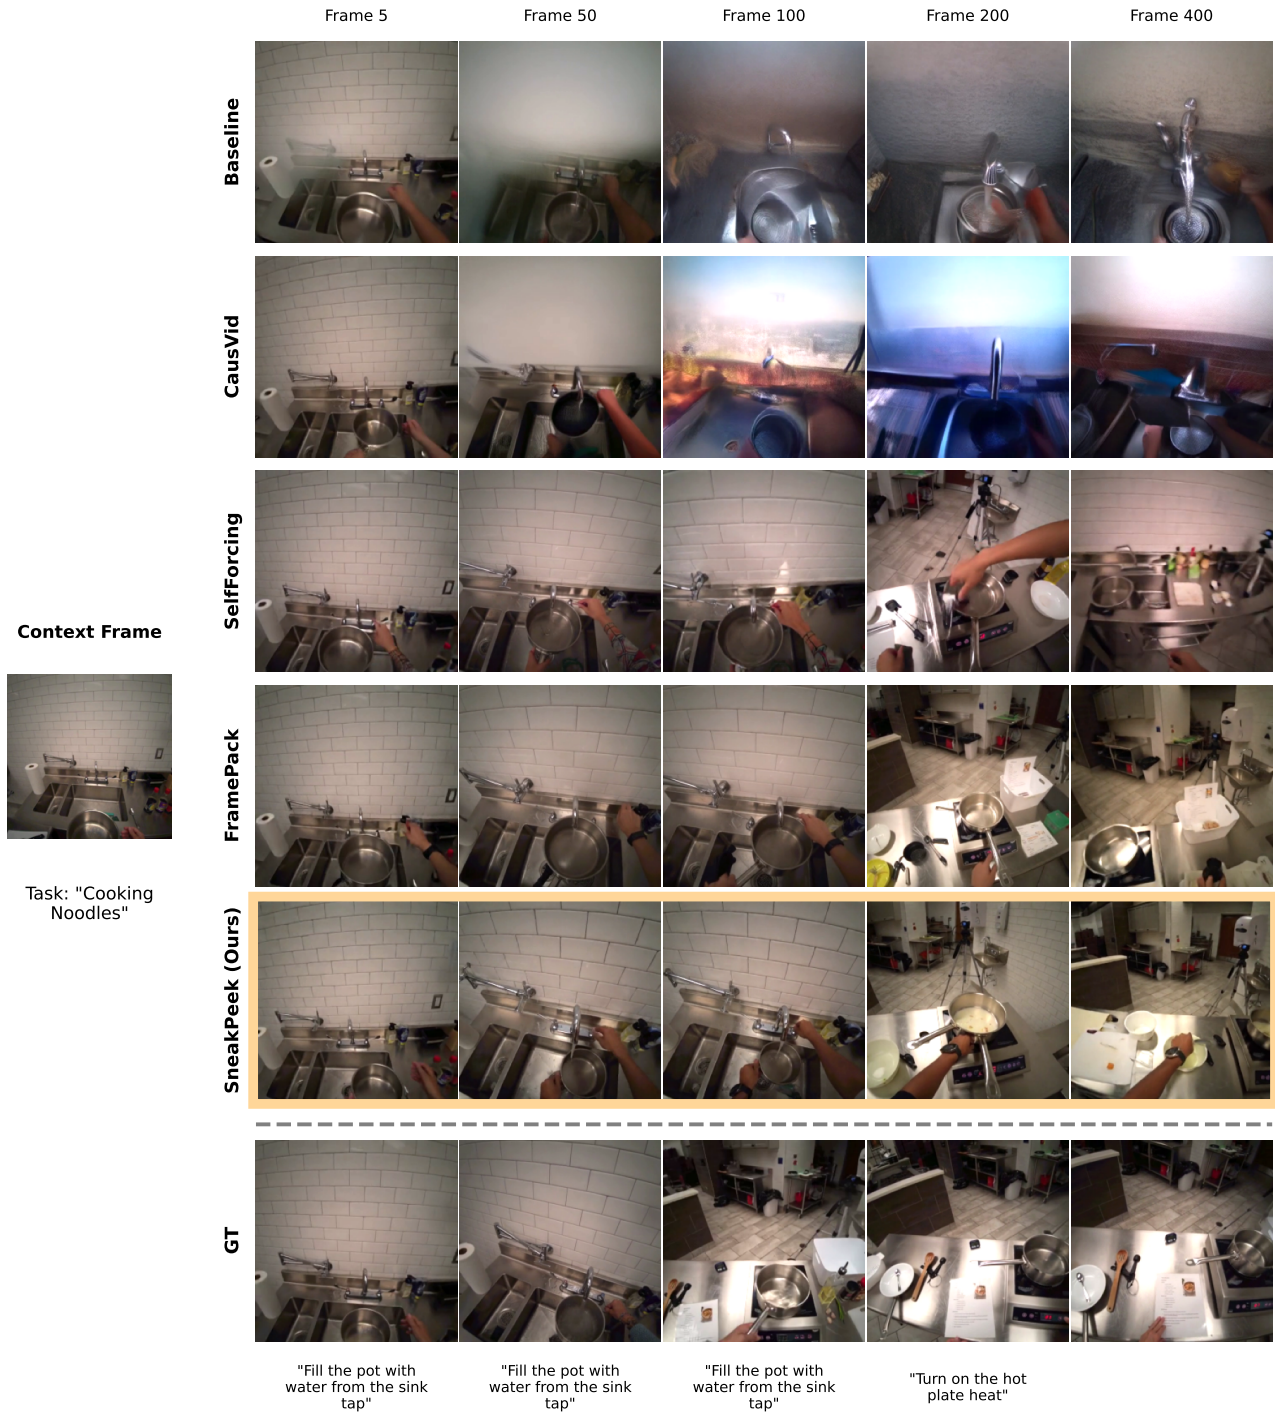 Frame 5
Frame 50
Frame 100
Frame 200
Frame 400
Baseline
CausVid
SelfForcing
FramePack
SneakPeek (Ours)
GT
Context Frame
Task: "Cooking
Noodles"
"Fill the pot with
water from the sink
tap"
"Fill the pot with
water from the sink
tap"
"Fill the pot with
water from the sink
tap"
"Turn on the hot
plate heat"